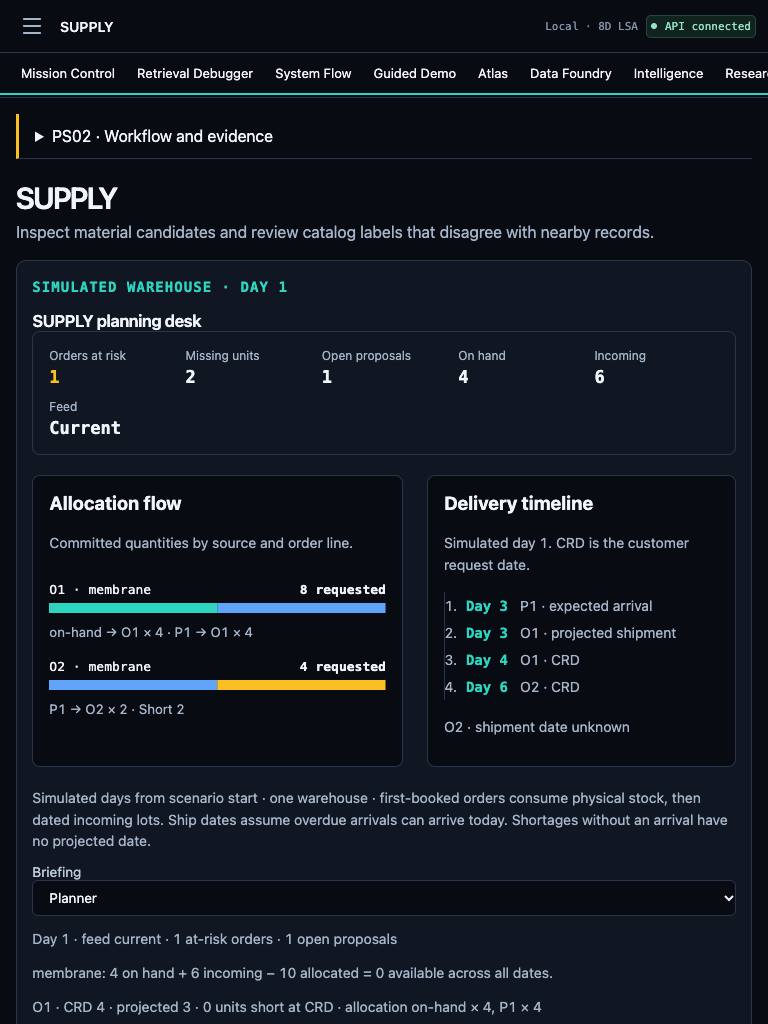 SUPPLY
Local · 8D LSA
API connected
Mission Control Retrieval Debugger System Flow Guided Demo Atlas Data Foundry Intelligence Resear
PS02 · Workflow and evidence
SUPPLY
Inspect material candidates and review catalog labels that disagree with nearby records.
SIMULATED WAREHOUSE · DAY 1
SUPPLY planning desk
Orders at risk
1
Missing units
2
Open proposals
1
On hand
4
Incoming
6
Feed
Current
Allocation flow
Committed quantities by source and order line.
O1 · membrane 8 requested
on-hand → O1 × 4 · P1 → O1 × 4
O2 · membrane 4 requested
P1 → O2 × 2 · Short 2
Delivery timeline
Simulated day 1. CRD is the customer
request date.
1. Day 3 P1 · expected arrival
2. Day 3 O1 · projected shipment
3. Day 4 O1 · CRD
4. Day 6 O2 · CRD
O2 · shipment date unknown
Simulated days from scenario start · one warehouse · first-booked orders consume physical stock, then
dated incoming lots. Ship dates assume overdue arrivals can arrive today. Shortages without an arrival have
no projected date.
Briefing
Planner
Day 1 · feed current · 1 at-risk orders · 1 open proposals
membrane: 4 on hand + 6 incoming − 10 allocated = 0 available across all dates.
O1 · CRD 4 · projected 3 · 0 units short at CRD · allocation on-hand × 4, P1 × 4